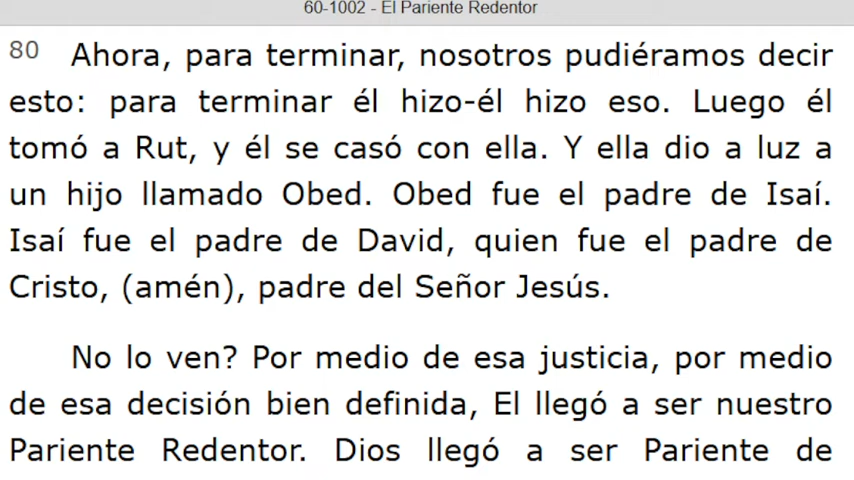 60-1002 - El Pariente Redentor
80 Ahora, para terminar, nosotros pudiéramos decir
esto: para terminar él hizo-él hizo eso. Luego él
tomó a Rut, y él se casó con ella. Y ella dio a luz a
un hijo llamado Obed. Obed fue el padre de Isaí.
Isaí fue el padre de David, quien fue el padre de
Cristo, (amén), padre del Señor Jesús.
No lo ven? Por medio de esa justicia, por medio
de esa decisión bien definida, El llegó a ser nuestro
Pariente Redentor. Dios llegó a ser Pariente de